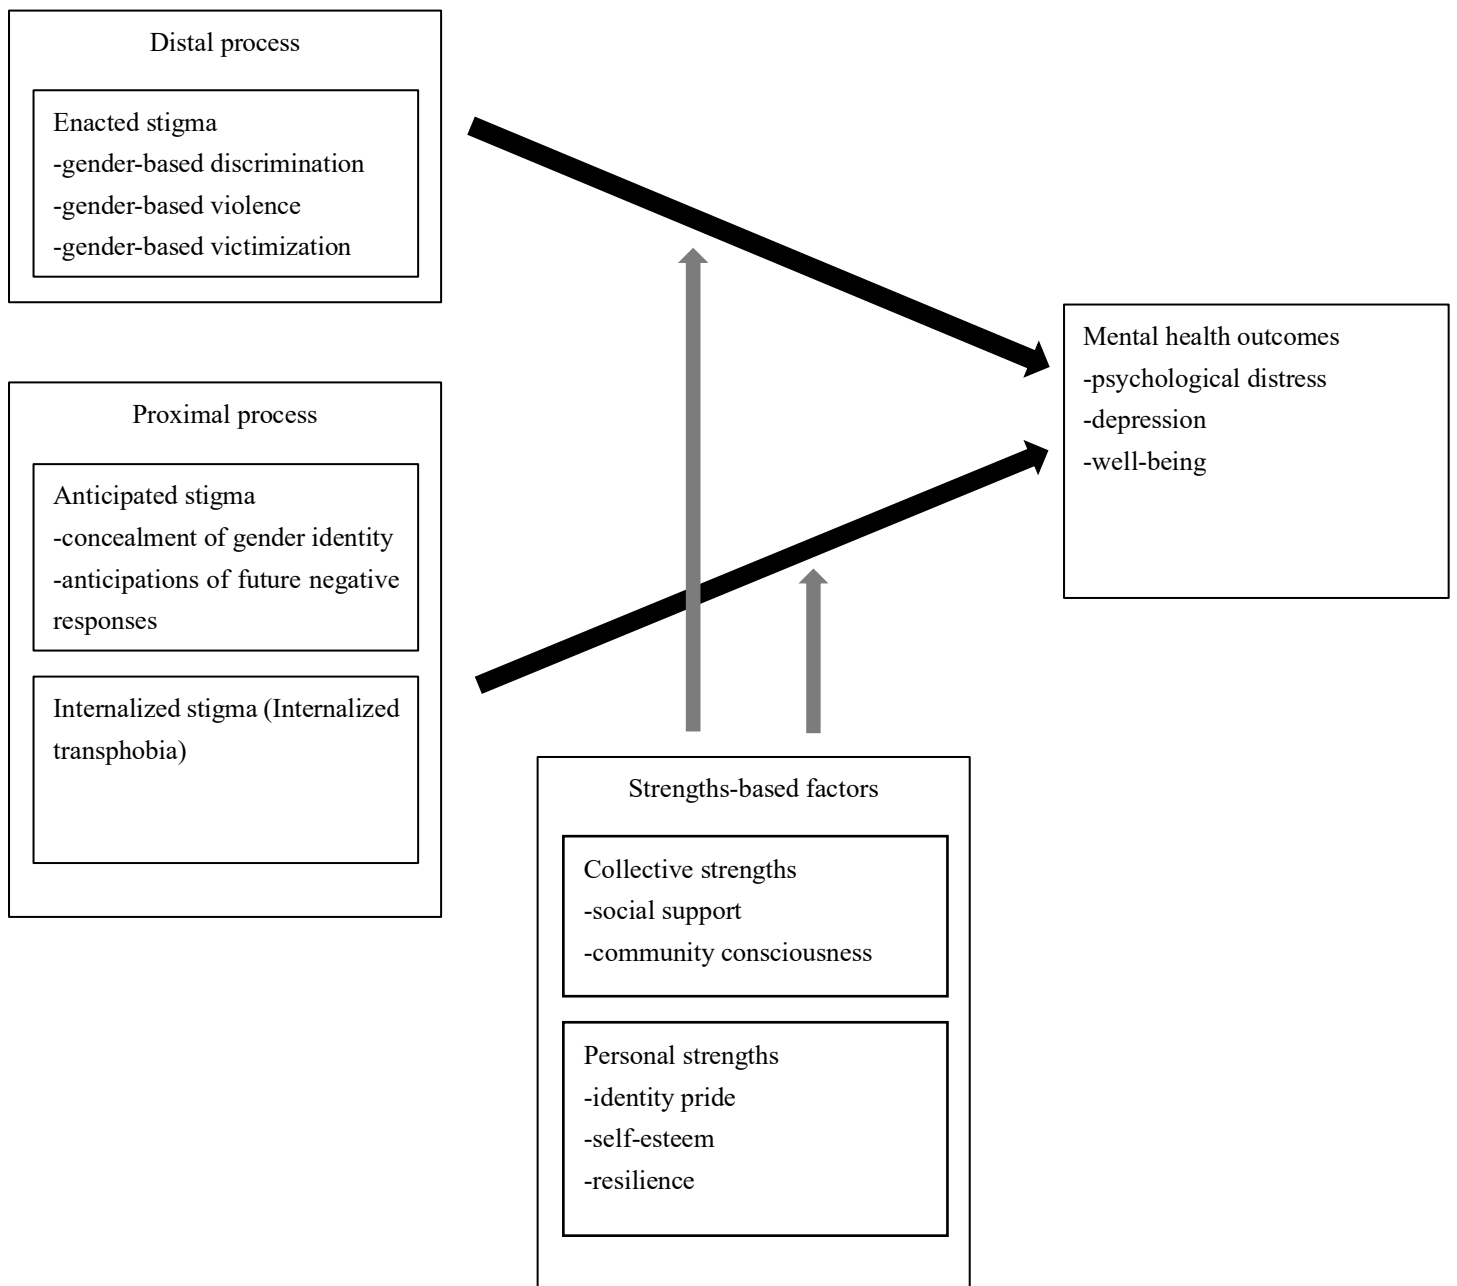 Distal process
Enacted stigma
-gender-based discrimination
-gender-based violence
-gender-based victimization
Mental health outcomes
-psychological distress
-depression
-well-being
Proximal process
Anticipated stigma
-concealment of gender identity
-anticipations of future negative
responses
Internalized stigma (Internalized
transphobia)
Strengths-based factors
Collective strengths
-social support
-community consciousness
Personal strengths
-identity pride
-self-esteem
-resilience